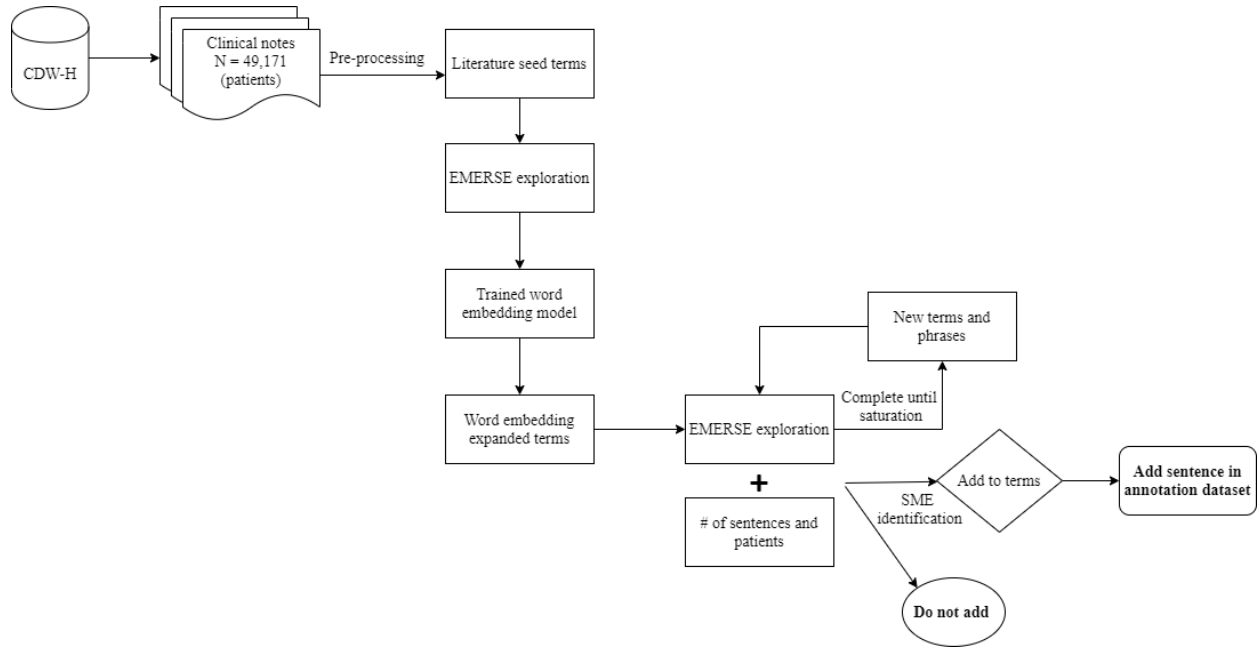 CDW-H
Clinical notes
N = 49,171
(patients)
Pre-processing
Literature seed terms
EMERSE exploration
Trained word
embedding model
Word embedding
expanded terms
EMERSE exploration
Complete until
saturation
New terms and
phrases
+
# of sentences and
patients
SME
identification
Add to terms
Add sentence in
annotation dataset
Do not add